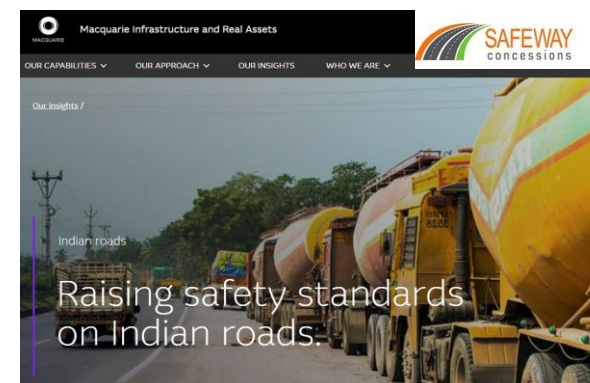 MACQUARIE
Macquarie Infrastructure and Real Assets
SAFEWAY
concessions
OUR CAPABILITIES
OUR APPROACH
OUR INSIGHTS
WHO WE ARE
Our insights /
Indian roads
Raising safety standards
on Indian roads.